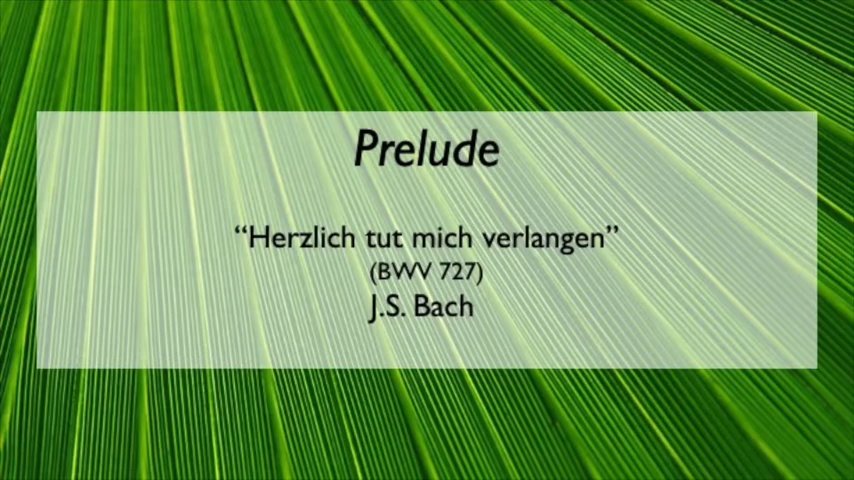 Prelude
“Herzlich tut mich verlangen”
(BWV 727)
J.S. Bach